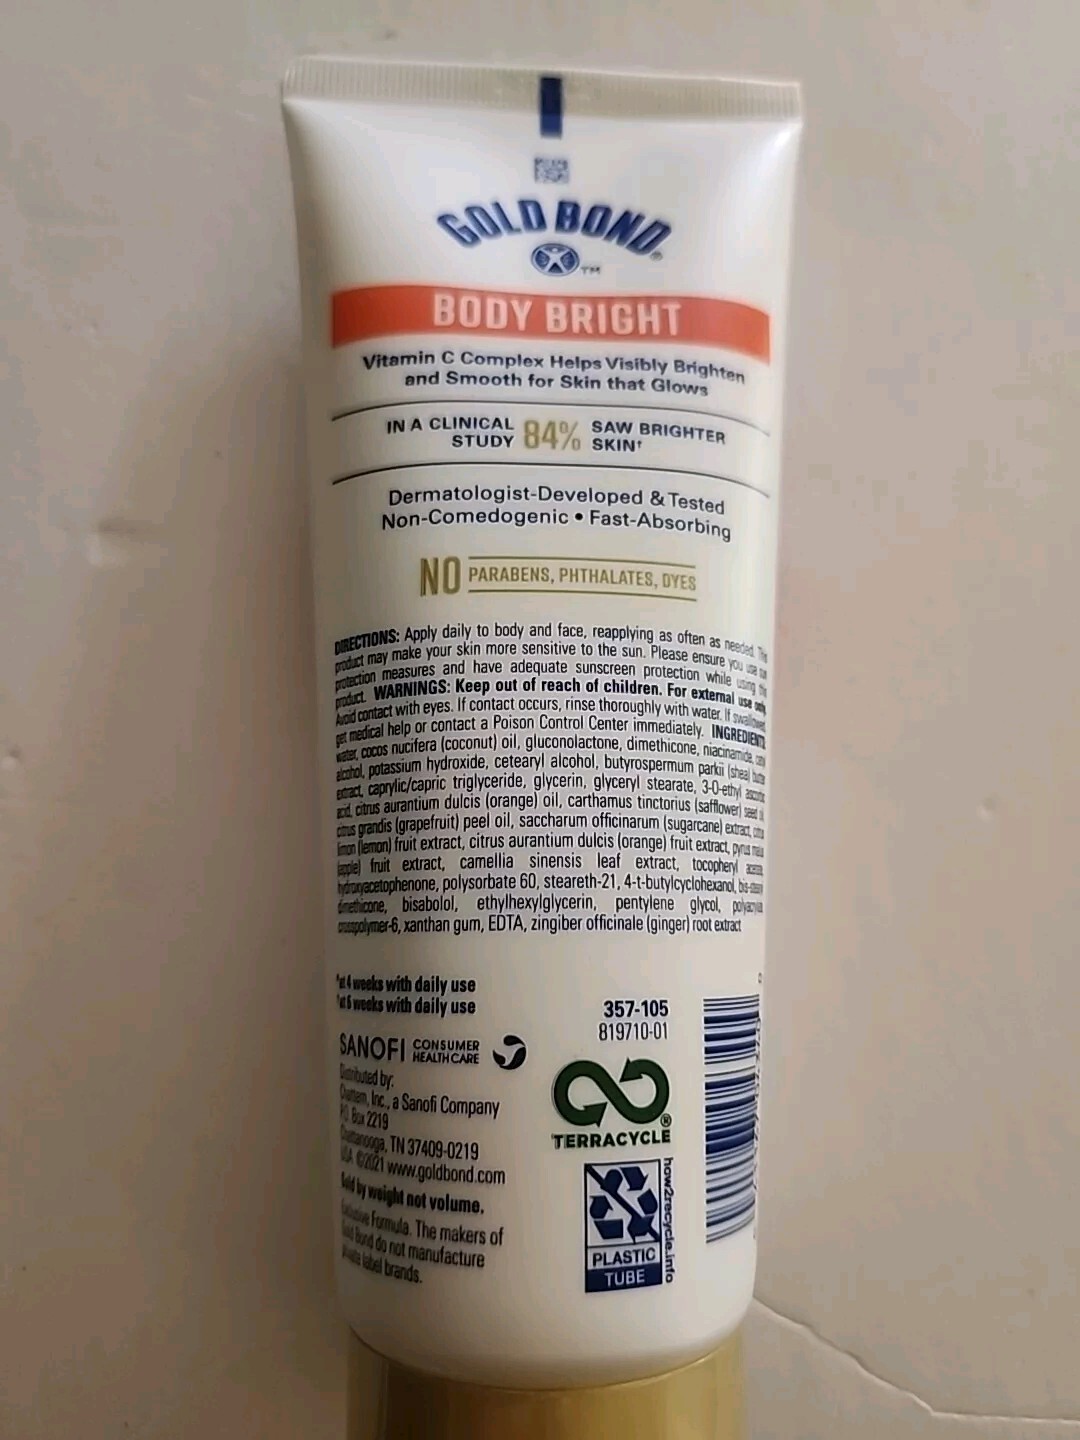 GOLD BOND®
™
BODY BRIGHT
Vitamin C Complex Helps Visibly Brighten
and Smooth for Skin that Glows
IN A CLINICAL
STUDY
84%
SAW BRIGHTER
SKIN†
Dermatologist-Developed & Tested
Non-Comedogenic • Fast-Absorbing
NO PARABENS, PHTHALATES, DYES
DIRECTIONS: Apply daily to body and face, reapplying as often as needed. This
product may make your skin more sensitive to the sun. Please ensure you use sun
protection measures and have adequate sunscreen protection while using this
product. WARNINGS: Keep out of reach of children. For external use only.
Avoid contact with eyes. If contact occurs, rinse thoroughly with water. If swallowed,
get medical help or contact a Poison Control Center immediately. INGREDIENTS:
water, cocos nucifera (coconut) oil, gluconolactone, dimethicone, niacinamide, cetyl
alcohol, potassium hydroxide, cetearyl alcohol, butyrospermum parkii (shea) butter
extract, caprylic/capric triglyceride, glycerin, glyceryl stearate, 3-O-ethyl ascorbic
acid, citrus aurantium dulcis (orange) oil, carthamus tinctorius (safflower) seed oil,
citrus grandis (grapefruit) peel oil, saccharum officinarum (sugarcane) extract, citrus
limon (lemon) fruit extract, citrus aurantium dulcis (orange) fruit extract, pyrus malus
(apple) fruit extract, camellia sinensis leaf extract, tocopheryl acetate,
hydroxyacetophenone, polysorbate 60, steareth-21, 4-t-butylcyclohexanol,
dimethicone, bisabolol, ethylhexylglycerin, pentylene glycol,
crosspolymer-6, xanthan gum, EDTA, zingiber officinale (ginger) root extract
*at 4 weeks with daily use
†at 6 weeks with daily use
SANOFI CONSUMER
HEALTHCARE
Distributed by:
Chattem, Inc., a Sanofi Company
P.O. Box 2219
Chattanooga, TN 37409-0219
USA ©2021 www.goldbond.com
Sold by weight not volume.
Exclusive Formula. The makers of
Gold Bond do not manufacture
private label brands.
357-105
819710-01
TERRACYCLE®
PLASTIC
TUBE
how2recycle.info